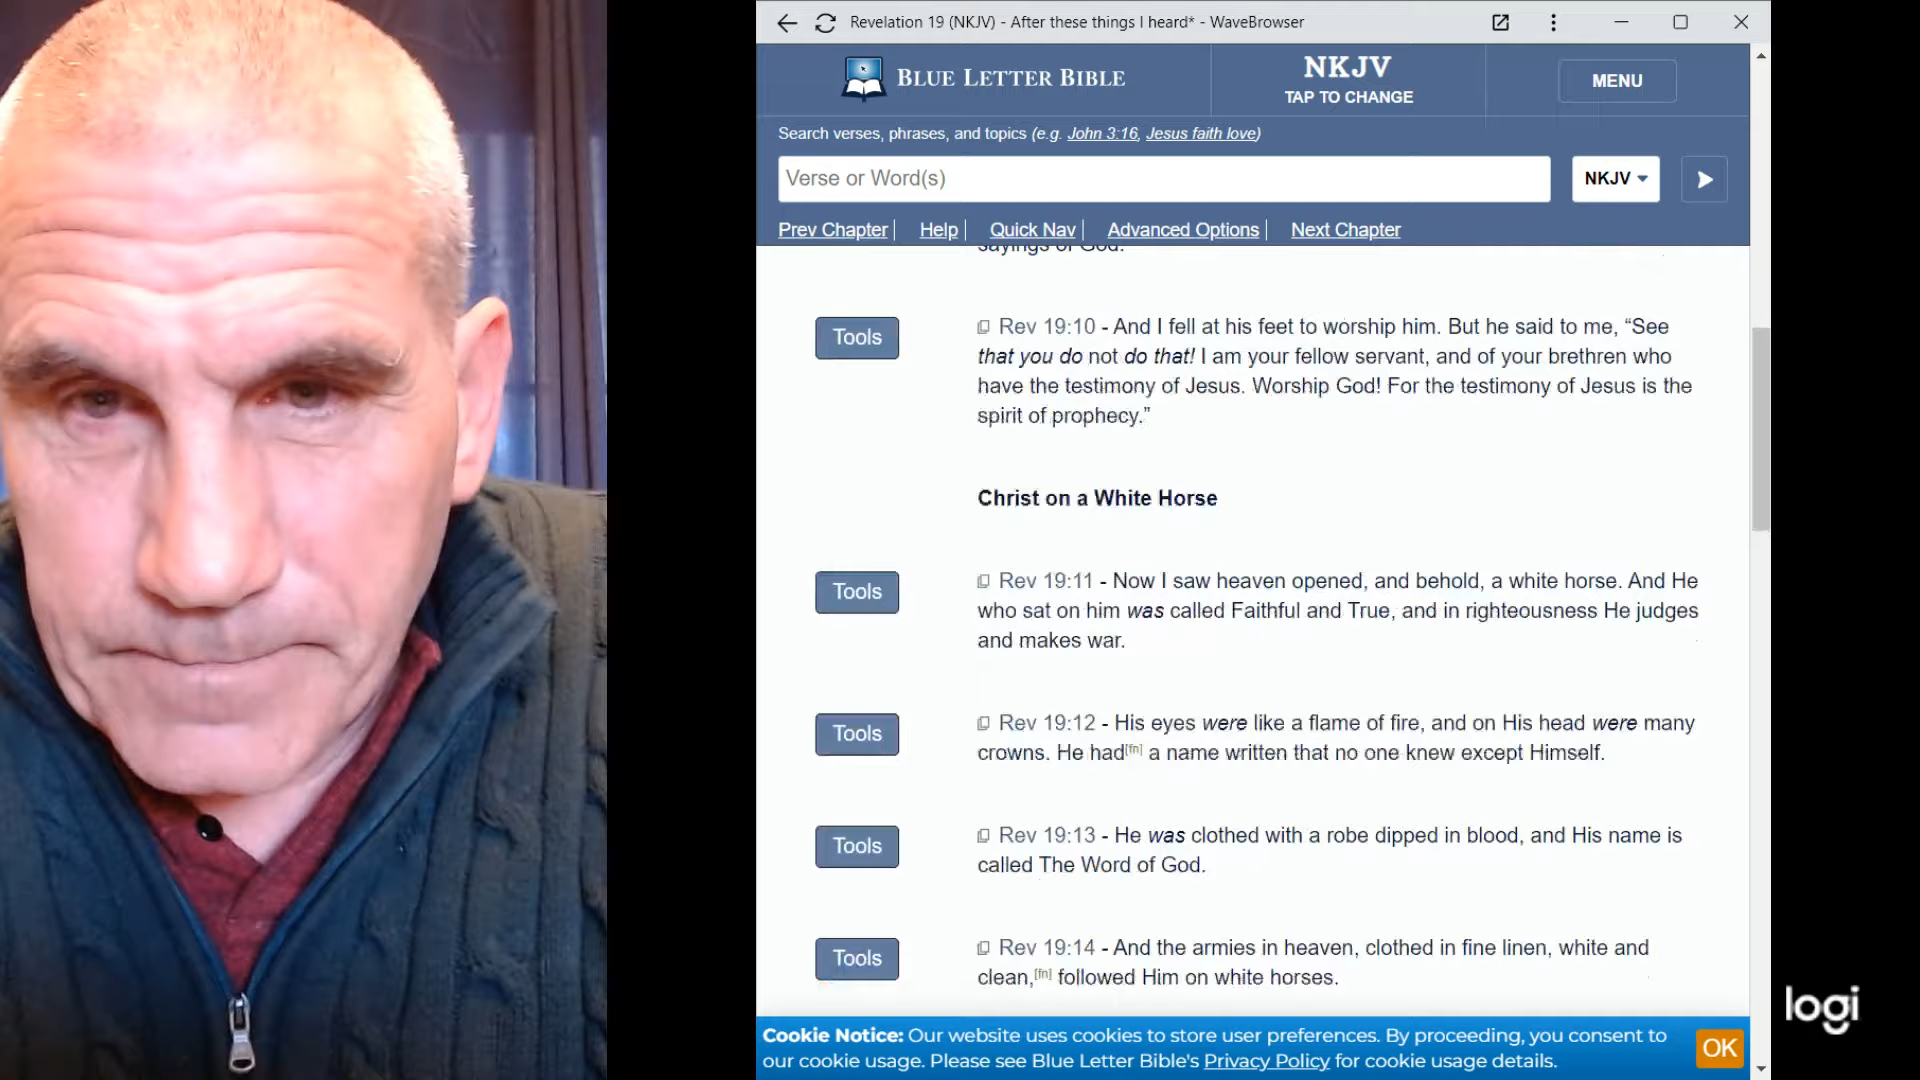 Revelation 19 (NKJV) - After these things I heard* - WaveBrowser
BLUE LETTER BIBLE
NKJV
TAP TO CHANGE
MENU
Search verses, phrases, and topics (e.g. John 3:16, Jesus faith love)
Verse or Word(s)
NKJV
Prev Chapter | Help | Quick Nav | Advanced Options | Next Chapter
sayings of God.
Tools
Rev 19:10 - And I fell at his feet to worship him. But he said to me, “See
that you do not do that! I am your fellow servant, and of your brethren who
have the testimony of Jesus. Worship God! For the testimony of Jesus is the
spirit of prophecy.”
Christ on a White Horse
Tools
Rev 19:11 - Now I saw heaven opened, and behold, a white horse. And He
who sat on him was called Faithful and True, and in righteousness He judges
and makes war.
Tools
Rev 19:12 - His eyes were like a flame of fire, and on His head were many
crowns. He had[fn] a name written that no one knew except Himself.
Tools
Rev 19:13 - He was clothed with a robe dipped in blood, and His name is
called The Word of God.
Tools
Rev 19:14 - And the armies in heaven, clothed in fine linen, white and
clean,[fn] followed Him on white horses.
Cookie Notice: Our website uses cookies to store user preferences. By proceeding, you consent to
our cookie usage. Please see Blue Letter Bible's Privacy Policy for cookie usage details.
OK
logi